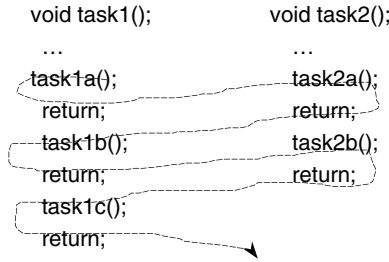 void task1();
…
task1a();
return;
task1b();
return;
task1c();
return;
void task2();
…
task2a();
return;
task2b();
return;